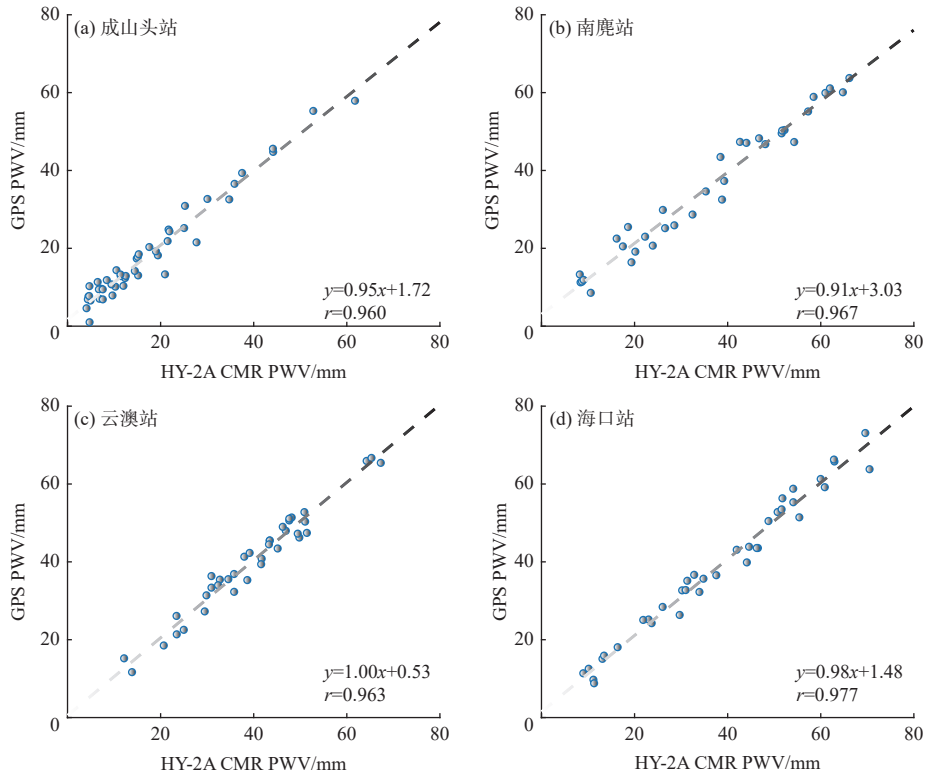 (a) 成山头站
80
60
40
20
0
20
40
60
80
GPS PWV/mm
HY-2A CMR PWV/mm
y=0.95x+1.72
r=0.960
(b) 南麂站
80
60
40
20
0
20
40
60
80
GPS PWV/mm
HY-2A CMR PWV/mm
y=0.91x+3.03
r=0.967
(c) 云澳站
80
60
40
20
0
20
40
60
80
GPS PWV/mm
HY-2A CMR PWV/mm
y=1.00x+0.53
r=0.963
(d) 海口站
80
60
40
20
0
20
40
60
80
GPS PWV/mm
HY-2A CMR PWV/mm
y=0.98x+1.48
r=0.977